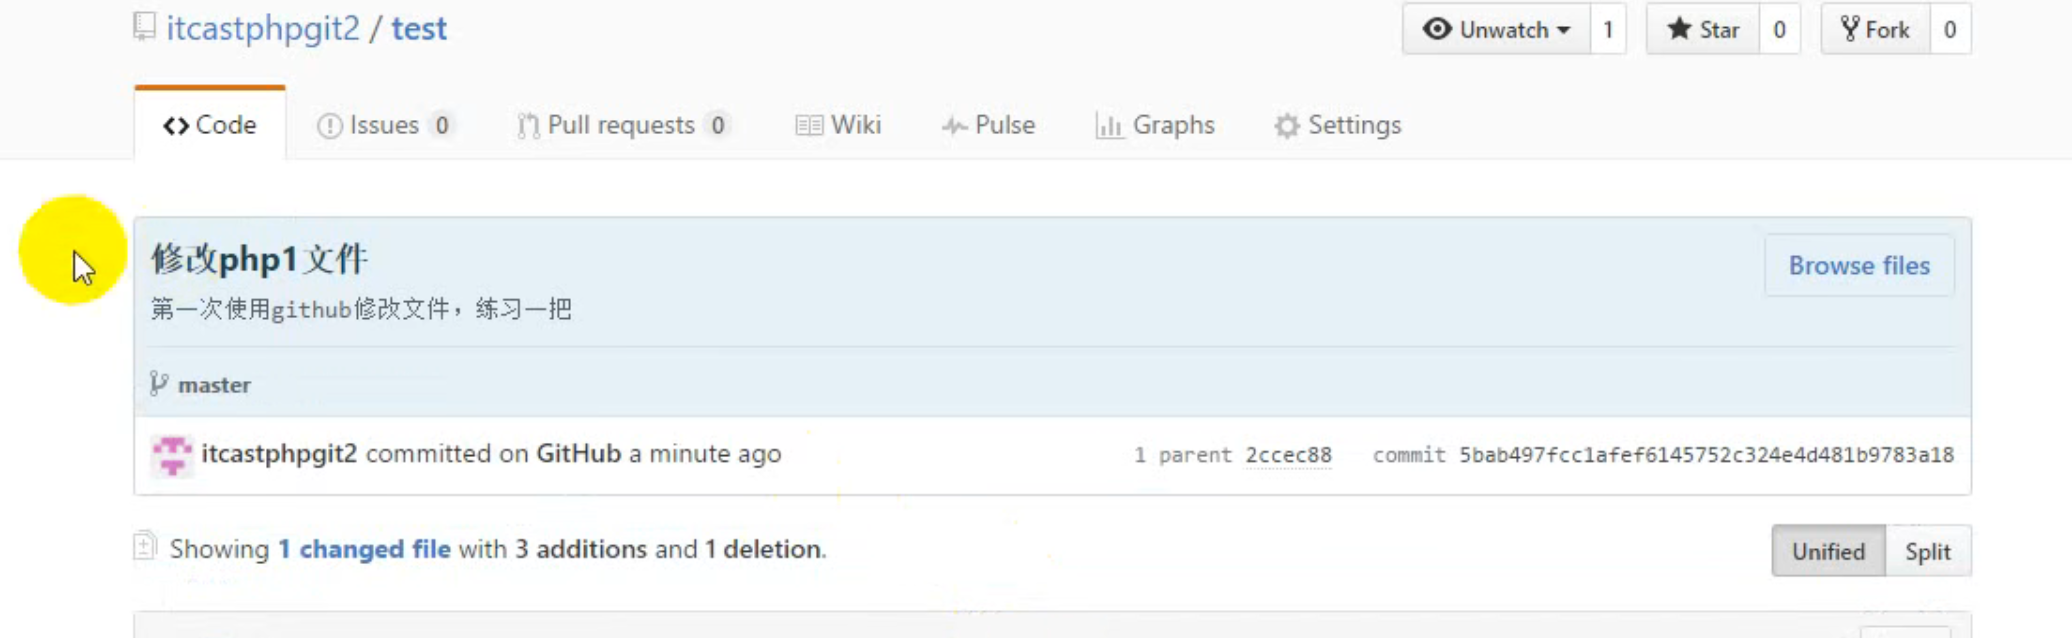 itcastphpgit2 / test
Unwatch 1 Star 0 Fork 0
Code Issues 0 Pull requests 0 Wiki Pulse Graphs Settings
修改php1文件
Browse files
第一次使用github修改文件，练习一把
master
itcastphpgit2 committed on GitHub a minute ago 1 parent 2ccec88 commit 5bab497fcc1afef6145752c324e4d481b9783a18
Showing 1 changed file with 3 additions and 1 deletion. Unified Split